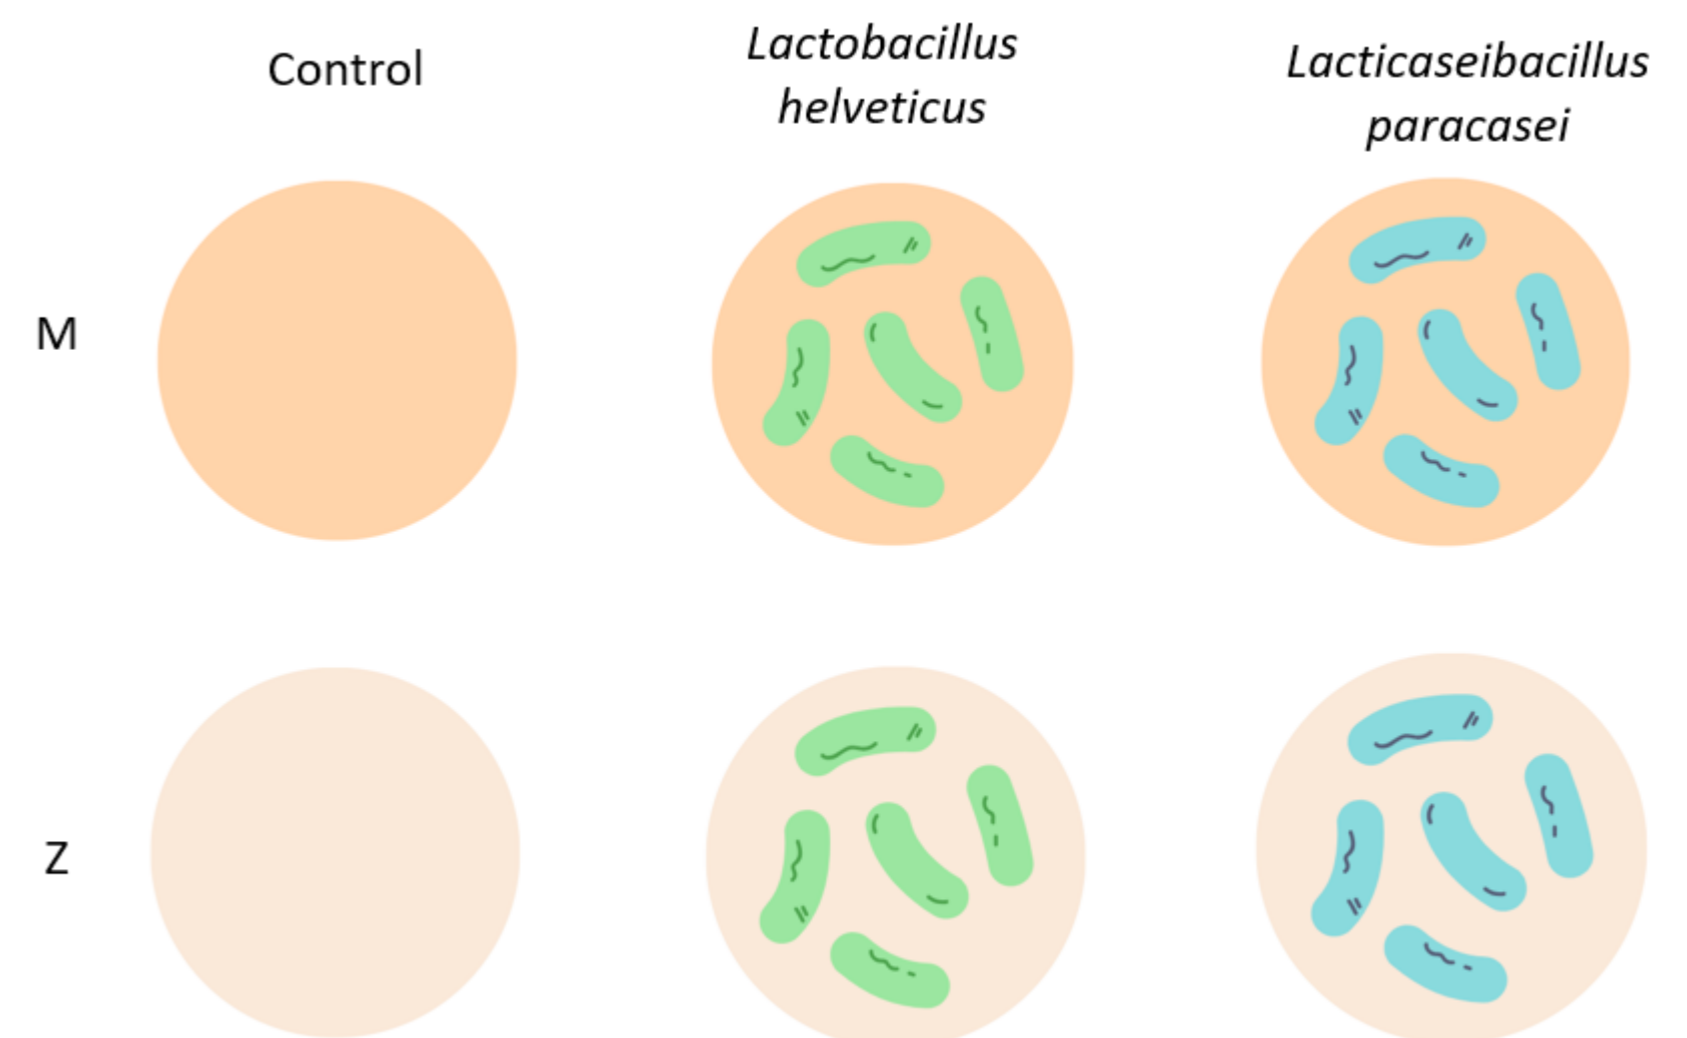 Control
Lactobacillus
helveticus
Lacticaseibacillus
paracasei
M
Z